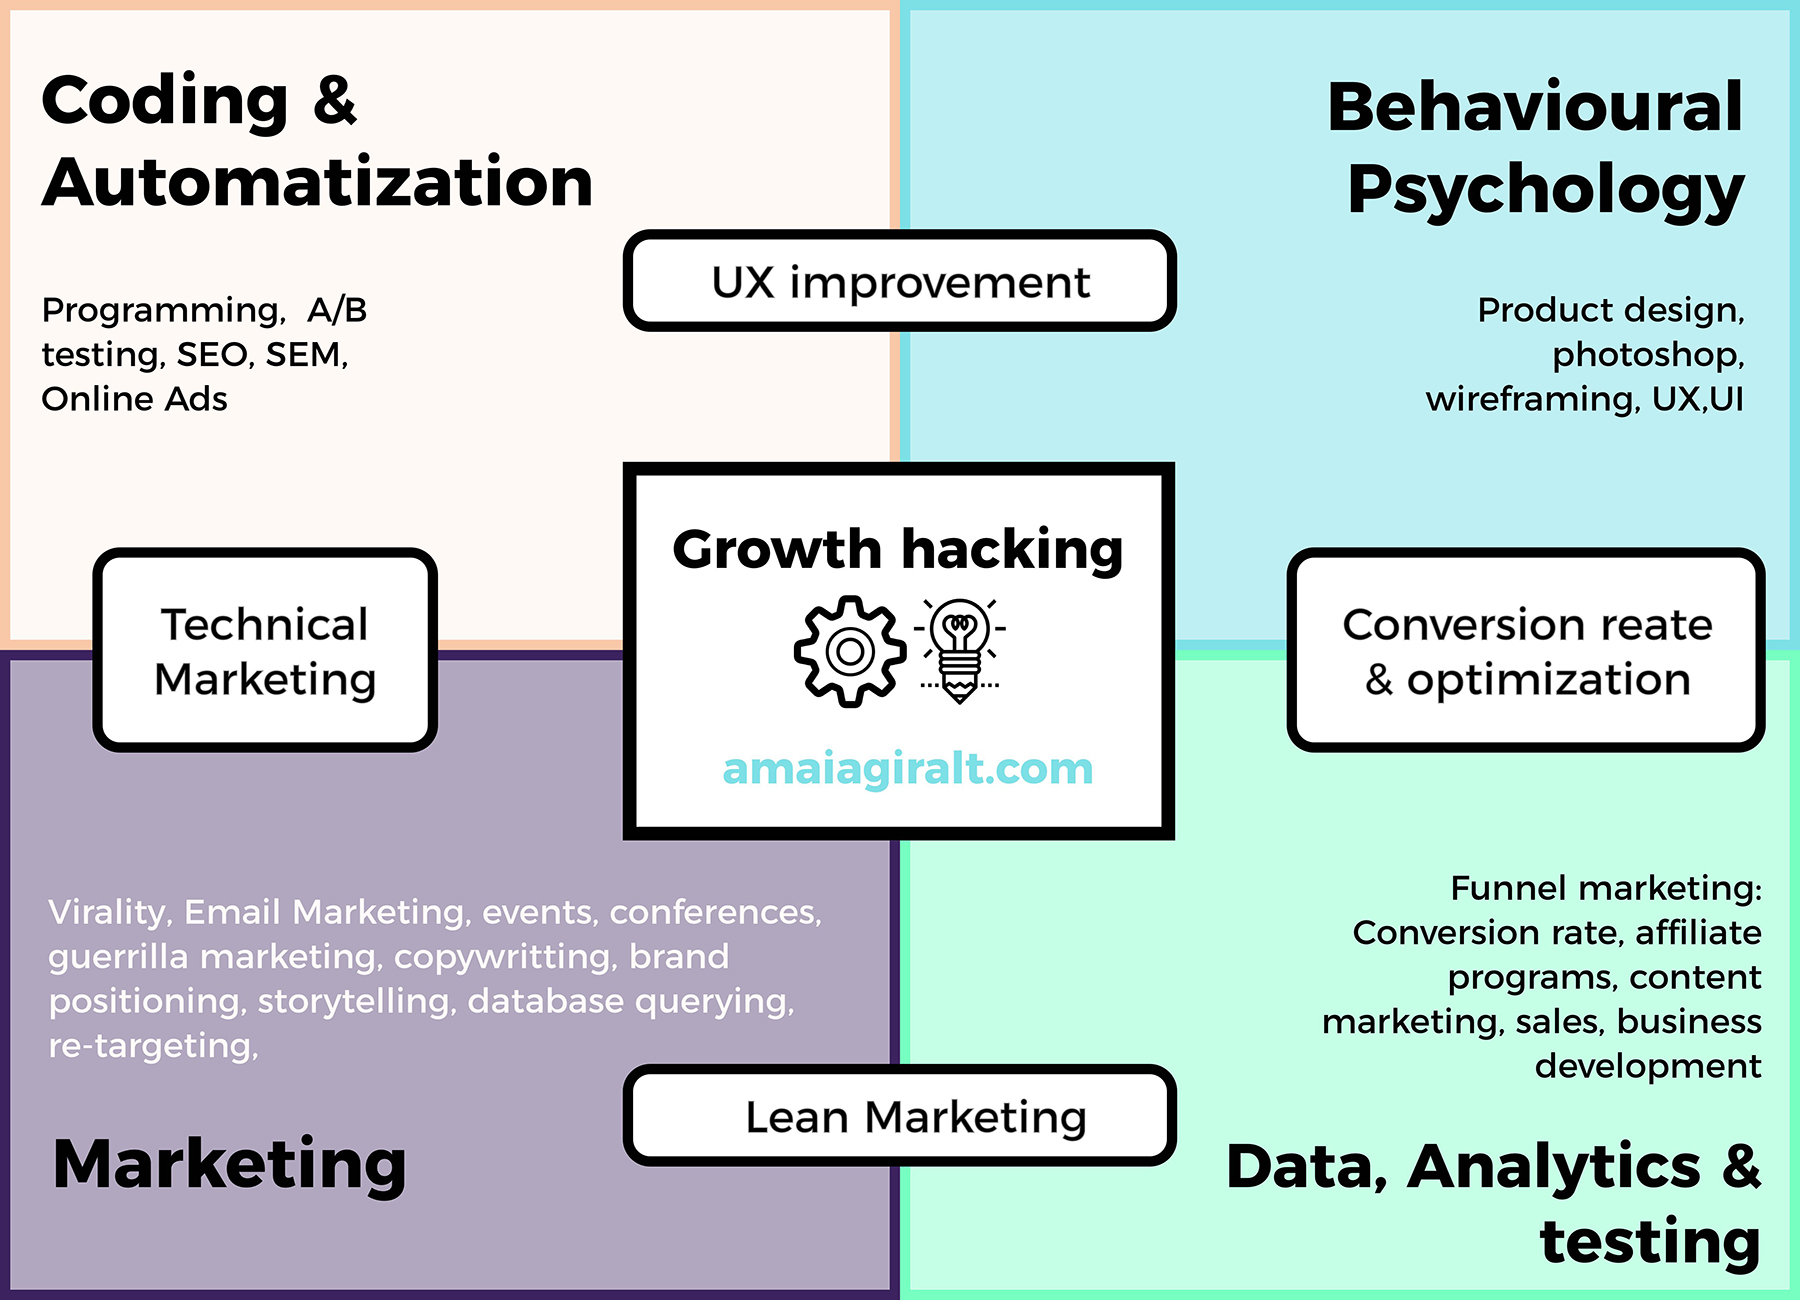 Coding &
Automatization
Programming, A/B
testing, SEO, SEM,
Online Ads
Behavioural
Psychology
Product design,
photoshop,
wireframing, UX,UI
UX improvement
Technical
Marketing
Growth hacking
amaiagiralt.com
Conversion reate
& optimization
Virality, Email Marketing, events, conferences,
guerrilla marketing, copywritting, brand
positioning, storytelling, database querying,
re-targeting,
Marketing
Lean Marketing
Funnel marketing:
Conversion rate, affiliate
programs, content
marketing, sales, business
development
Data, Analytics &
testing